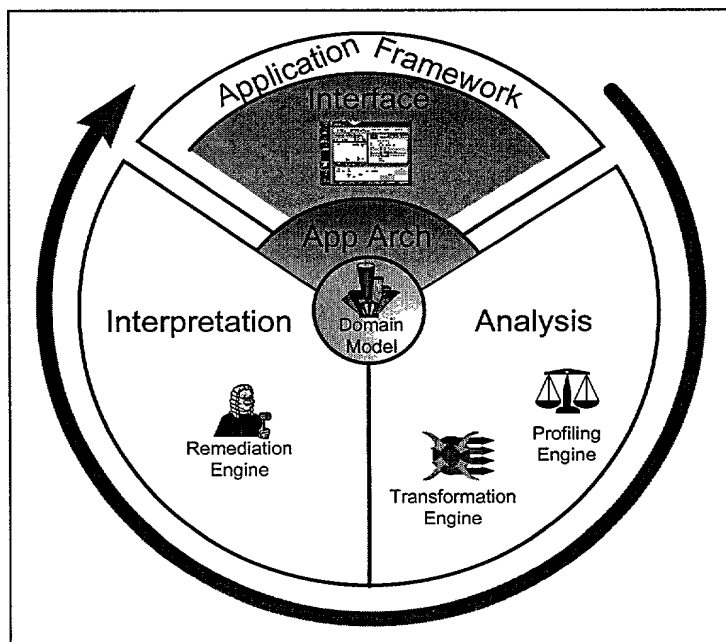 Application Framework
Interface
App Arch
Domain
Model
Interpretation
Analysis
Remediation
Engine
Profiling
Engine
Transformation
Engine